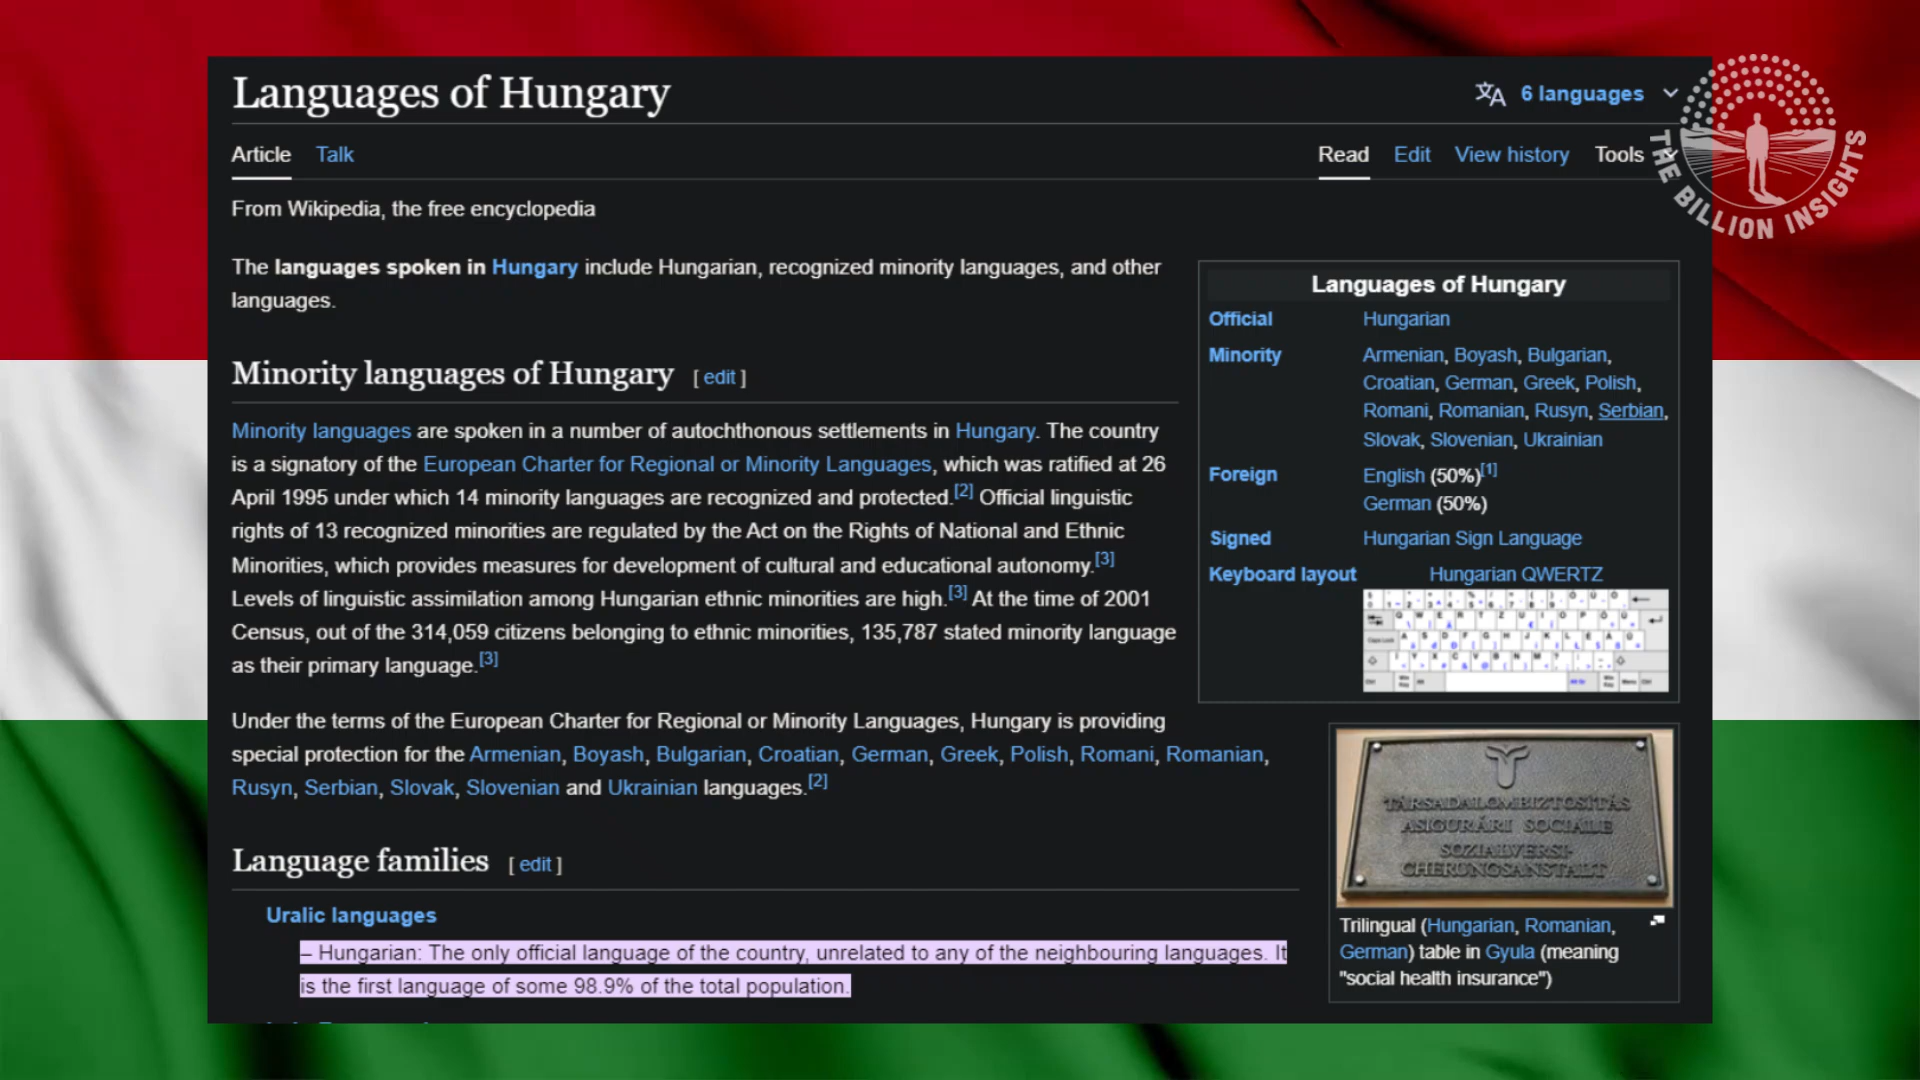 Languages of Hungary
6 languages
Article Talk
Read Edit View history Tools
THE BILLION INSIGHTS
From Wikipedia, the free encyclopedia
The languages spoken in Hungary include Hungarian, recognized minority languages, and other
languages.
Minority languages of Hungary [ edit ]
Minority languages are spoken in a number of autochthonous settlements in Hungary. The country
is a signatory of the European Charter for Regional or Minority Languages, which was ratified at 26
April 1995 under which 14 minority languages are recognized and protected.[2] Official linguistic
rights of 13 recognized minorities are regulated by the Act on the Rights of National and Ethnic
Minorities, which provides measures for development of cultural and educational autonomy.[3]
Levels of linguistic assimilation among Hungarian ethnic minorities are high.[3] At the time of 2001
Census, out of the 314,059 citizens belonging to ethnic minorities, 135,787 stated minority language
as their primary language.[3]
Under the terms of the European Charter for Regional or Minority Languages, Hungary is providing
special protection for the Armenian, Boyash, Bulgarian, Croatian, German, Greek, Polish, Romani, Romanian,
Rusyn, Serbian, Slovak, Slovenian and Ukrainian languages.[2]
Language families [ edit ]
Uralic languages
– Hungarian: The only official language of the country, unrelated to any of the neighbouring languages. It
is the first language of some 98.9% of the total population.
Languages of Hungary
Official Hungarian
Minority Armenian, Boyash, Bulgarian,
Croatian, German, Greek, Polish,
Romani, Romanian, Rusyn, Serbian,
Slovak, Slovenian, Ukrainian
Foreign English (50%)[1]
German (50%)
Signed Hungarian Sign Language
Keyboard layout Hungarian QWERTZ
TÁRSADALOMBIZTOSÍTÁS
ASIGURĂRI SOCIALE
SOZIALVERSI-
CHERUNGSANSTALT
Trilingual (Hungarian, Romanian,
German) table in Gyula (meaning
"social health insurance")